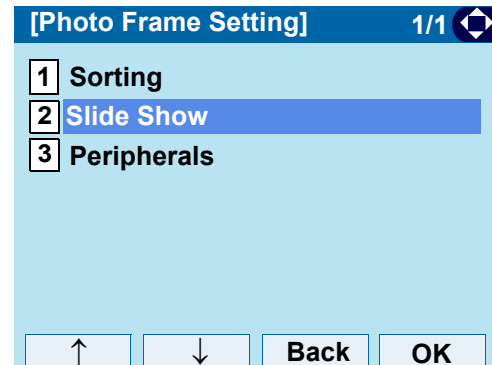 [Photo Frame Setting] 1/1
1 Sorting
2 Slide Show
3 Peripherals
↑ ↓ Back OK